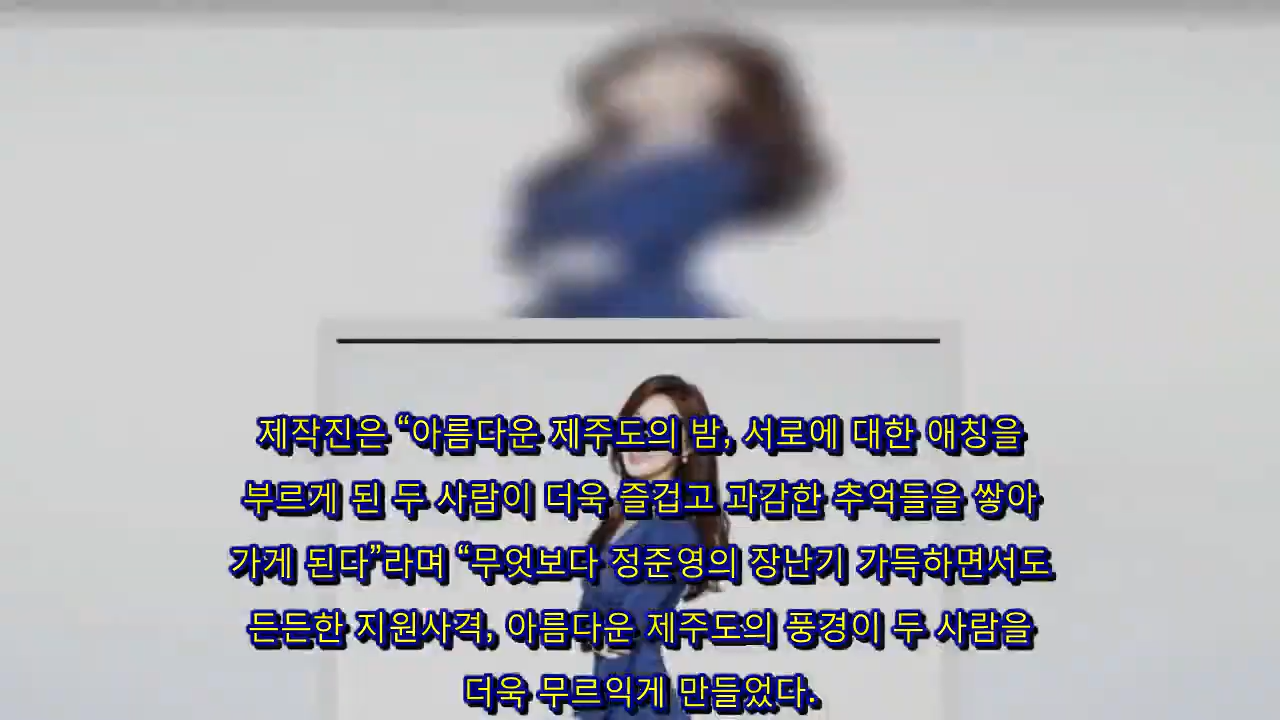 제작진은 “아름다운 제주도의 밤, 서로에 대한 애칭을
부르게 된 두 사람이 더욱 즐겁고 과감한 추억들을 쌓아
가게 된다”라며 “무엇보다 정준영의 장난기 가득하면서도
든든한 지원사격, 아름다운 제주도의 풍경이 두 사람을
더욱 무르익게 만들었다.